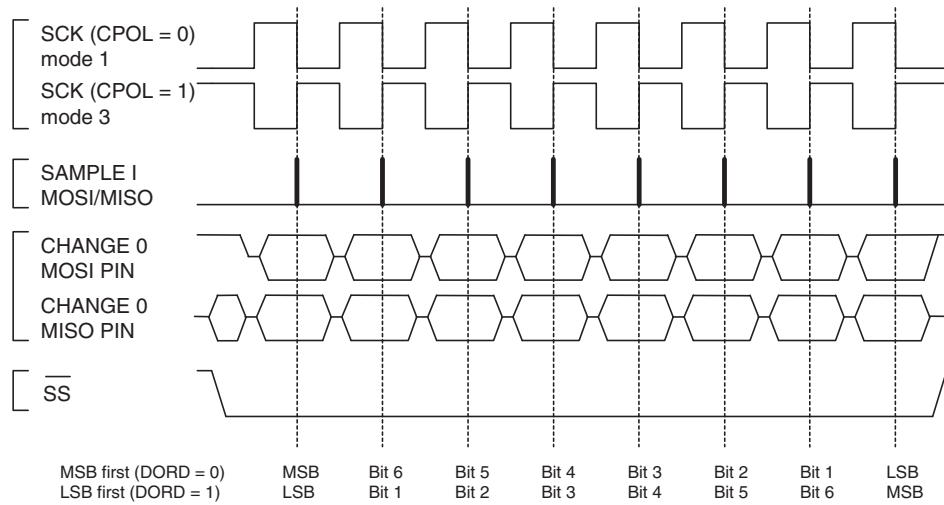 SCK (CPOL = 0)
mode 1
SCK (CPOL = 1)
mode 3
SAMPLE I
MOSI/MISO
CHANGE 0
MOSI PIN
CHANGE 0
MISO PIN
SS
MSB first (DORD = 0) MSB Bit 6 Bit 5 Bit 4 Bit 3 Bit 2 Bit 1 LSB
LSB first (DORD = 1) LSB Bit 1 Bit 2 Bit 3 Bit 4 Bit 5 Bit 6 MSB